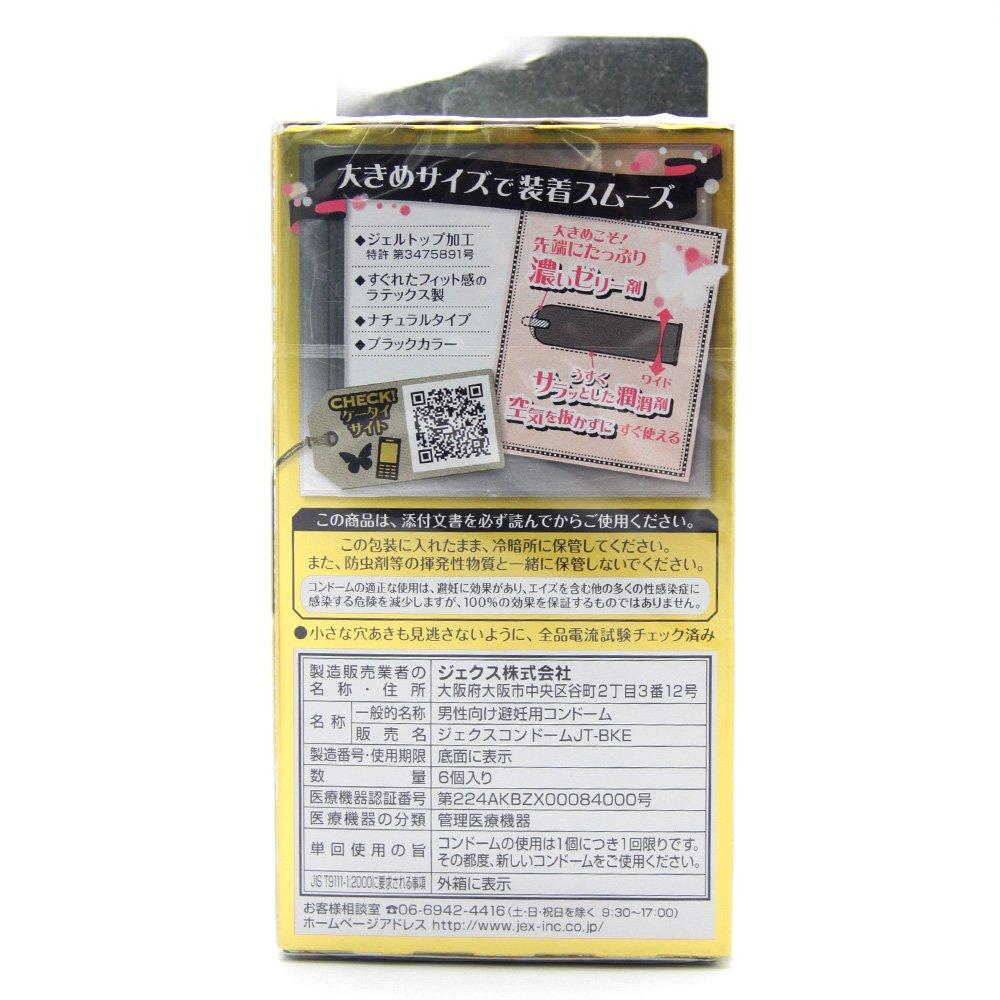 大きめサイズで装着スムーズ
◆ジェルトップ加工
特許 第3475891号
◆すぐれたフィット感の
ラテックス製
◆ナチュラルタイプ
◆ブラックカラー
大きめこそ!
先端にたっぷり
濃いゼリー剤
ワイド
うすく
サラッとした潤滑剤
空気を抜かずにすぐ使える
CHECK!
ケータイ
サイト
この商品は、添付文書を必ず読んでからご使用ください。
この包装に入れたまま、冷暗所に保管してください。
また、防虫剤等の揮発性物質と一緒に保管しないでください。
コンドームの適正な使用は、避妊に効果があり、エイズを含む他の多くの性感染症に
感染する危険を減少しますが、100%の効果を保証するものではありません。
●小さな穴あきも見逃さないように、全品電流試験チェック済み
製造販売業者の名称・住所 ジェクス株式会社
大阪府大阪市中央区谷町2丁目3番12号
名称 一般的名称 男性向け避妊用コンドーム
販売名 ジェクスコンドームJT-BKE
製造番号・使用期限 底面に表示
数量 6個入り
医療機器認証番号 第224AKBZX00084000号
医療機器の分類 管理医療機器
単回使用の旨 コンドームの使用は1個につき1回限りです。
その都度、新しいコンドームをご使用ください。
JIS T9111-1:2000に要求される事項 外箱に表示
お客様相談室 ☎06-6942-4416(土・日・祝日を除く 9:30~17:00)
ホームページアドレス http://www.jex-inc.co.jp/